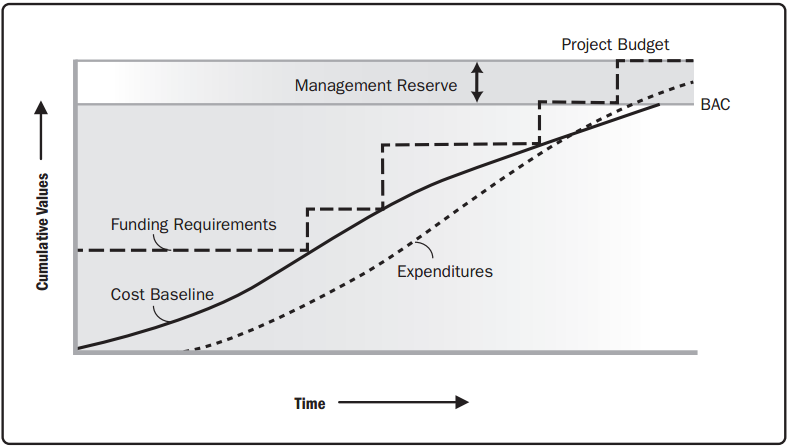 Project Budget
Management Reserve
BAC
Funding Requirements
Expenditures
Cost Baseline
Cumulative Values
Time